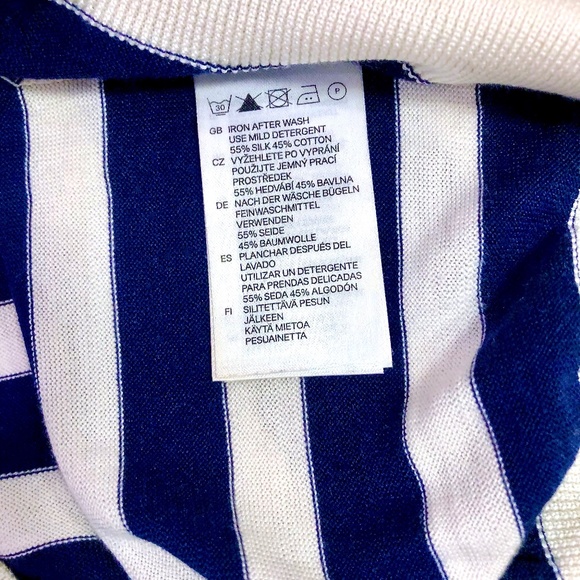 30 P
GB IRON AFTER WASH
USE MILD DETERGENT
55% SILK 45% COTTON
CZ VYŽEHLETE PO VYPRÁNÍ
POUŽIJTE JEMNÝ PRACÍ
PROSTŘEDEK
55% HEDVÁBÍ 45% BAVLNA
DE NACH DER WÄSCHE BÜGELN
FEINWASCHMITTEL
VERWENDEN
55% SEIDE
45% BAUMWOLLE
ES PLANCHAR DESPUÉS DEL
LAVADO
UTILIZAR UN DETERGENTE
PARA PRENDAS DELICADAS
55% SEDA 45% ALGODÓN
FI SILITETTÄVÄ PESUN
JÄLKEEN
KÄYTÄ MIETOA
PESUAINETTA